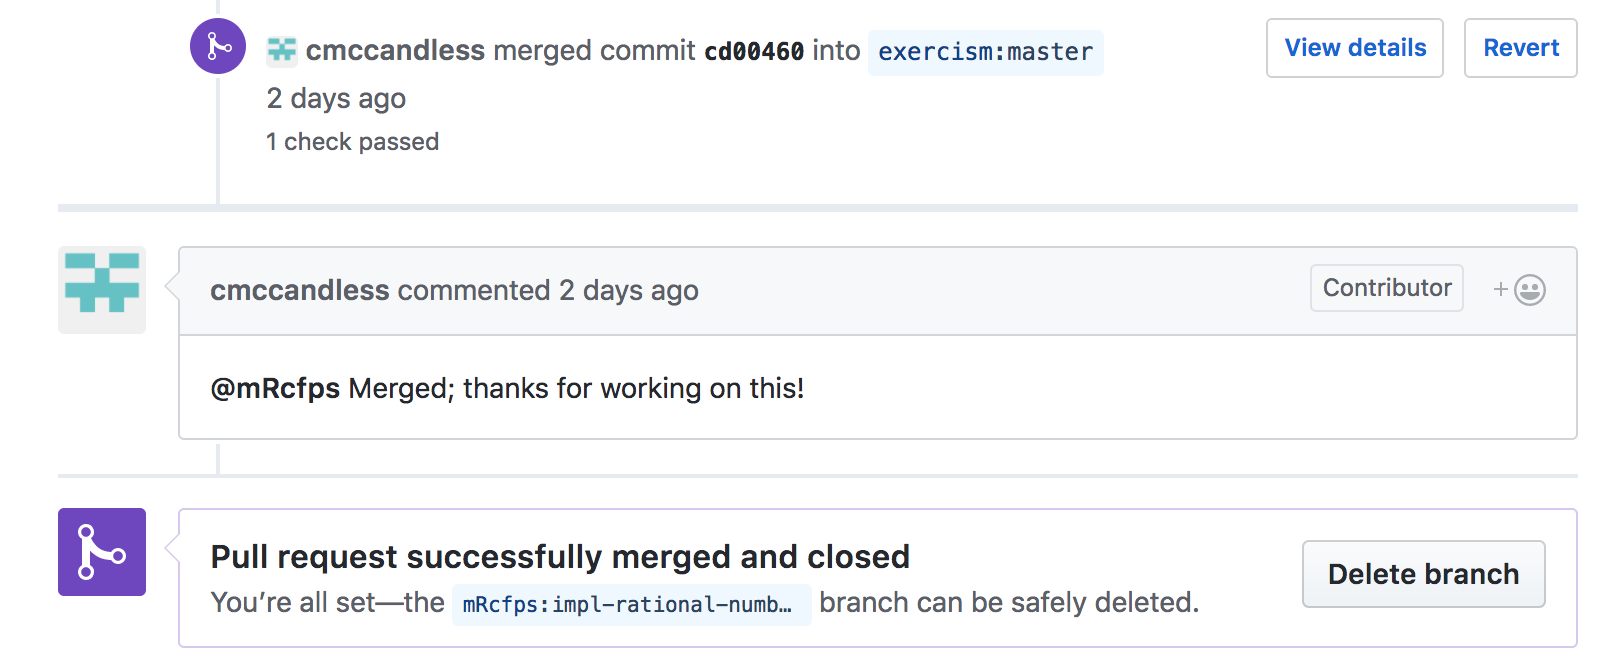 cmccandless merged commit cd00460 into exercism:master View details Revert
2 days ago
1 check passed
cmccandless commented 2 days ago Contributor +
@mRcfps Merged; thanks for working on this!
Pull request successfully merged and closed
You’re all set—the mRcfps:impl-rational-numb… branch can be safely deleted. Delete branch